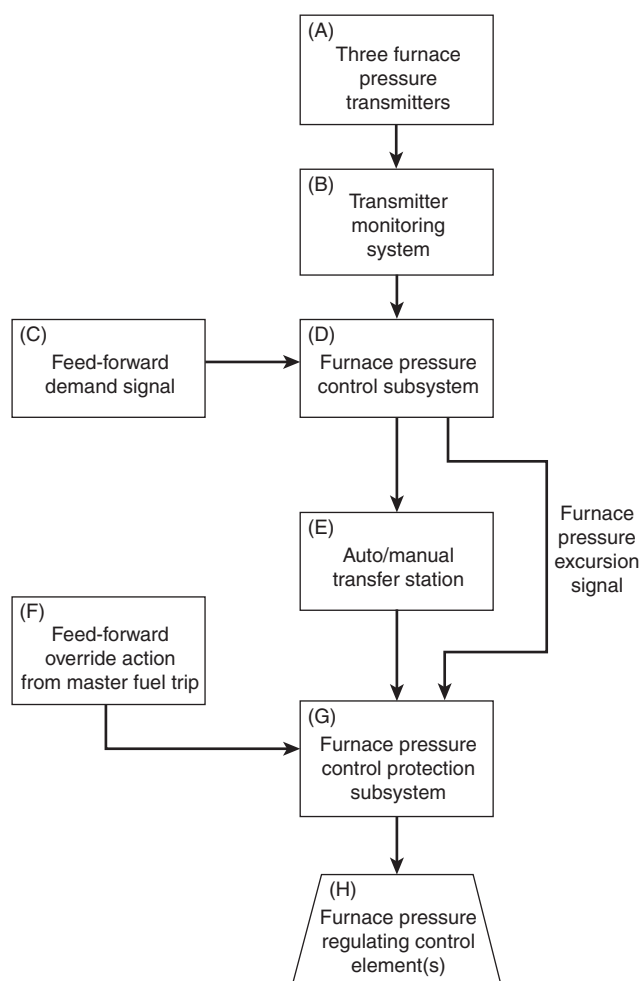 (A)
Three furnace
pressure
transmitters
(B)
Transmitter
monitoring
system
(C)
Feed-forward
demand signal
(D)
Furnace pressure
control subsystem
(E)
Auto/manual
transfer station
Furnace
pressure
excursion
signal
(F)
Feed-forward
override action
from master fuel trip
(G)
Furnace pressure
control protection
subsystem
(H)
Furnace pressure
regulating control
element(s)